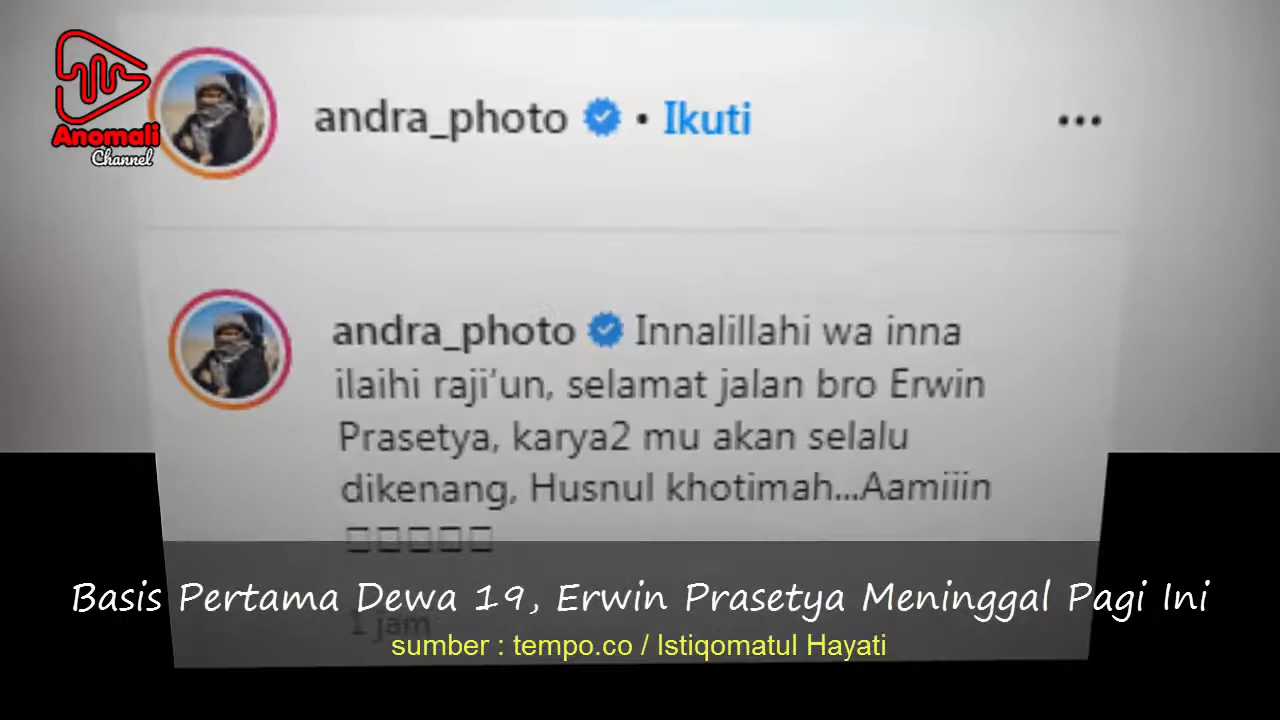 Anomali
Channel
andra_photo • Ikuti
andra_photo Innalillahi wa inna
ilaihi raji'un, selamat jalan bro Erwin
Prasetya, karya2 mu akan selalu
dikenang, Husnul khotimah...Aamiiin
Basis Pertama Dewa 19, Erwin Prasetya Meninggal Pagi Ini
1 jam
sumber : tempo.co / Istiqomatul Hayati